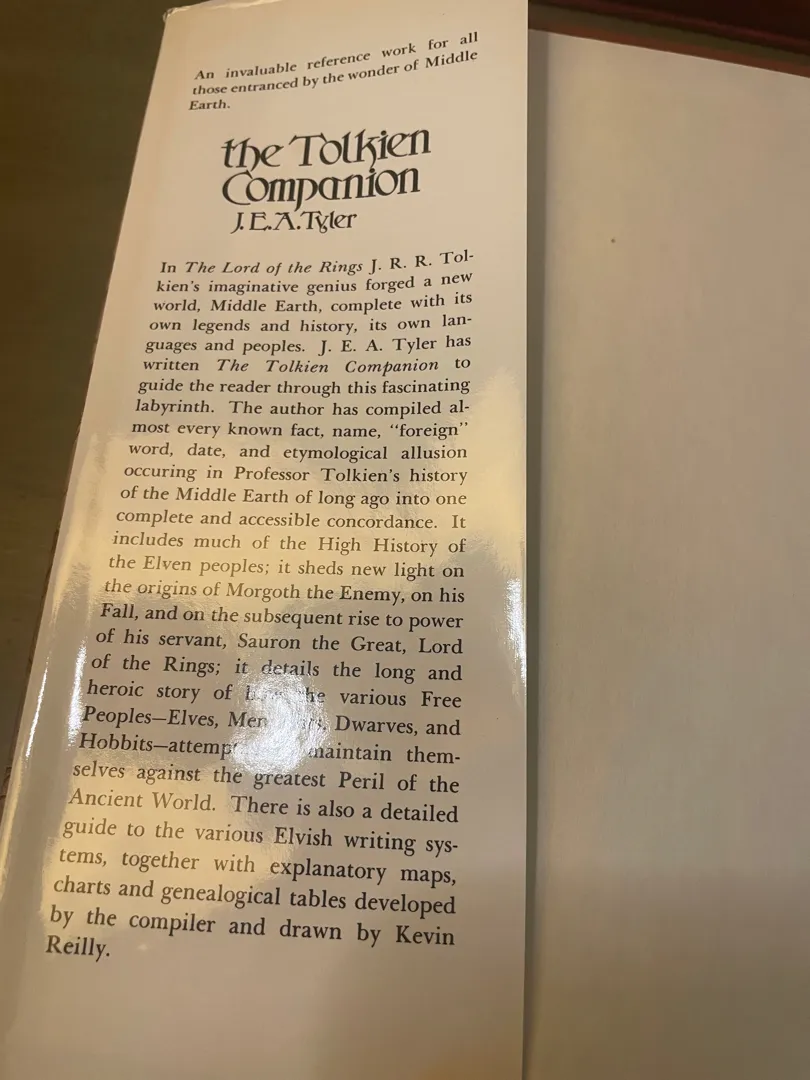 An invaluable reference work for all
those entranced by the wonder of Middle
Earth.
the Tolkien
Companion
J.E.A.Tyler
In The Lord of the Rings J. R. R. Tol-
kien's imaginative genius forged a new
world, Middle Earth, complete with its
own legends and history, its own lan-
guages and peoples. J. E. A. Tyler has
written The Tolkien Companion to
guide the reader through this fascinating
labyrinth. The author has compiled al-
most every known fact, name, "foreign"
word, date, and etymological allusion
occuring in Professor Tolkien's history
of the Middle Earth of long ago into one
complete and accessible concordance. It
includes much of the High History of
the Elven peoples; it sheds new light on
the origins of Morgoth the Enemy, on his
Fall, and on the subsequent rise to power
of his servant, Sauron the Great, Lord
of the Rings; it details the long and
heroic story of various Free
Peoples—Elves, Men Dwarves, and
Hobbits—attemp maintain them-
selves against the greatest Peril of the
Ancient World. There is also a detailed
guide to the various Elvish writing sys-
tems, together with explanatory maps,
charts and genealogical tables developed
by the compiler and drawn by Kevin
Reilly.